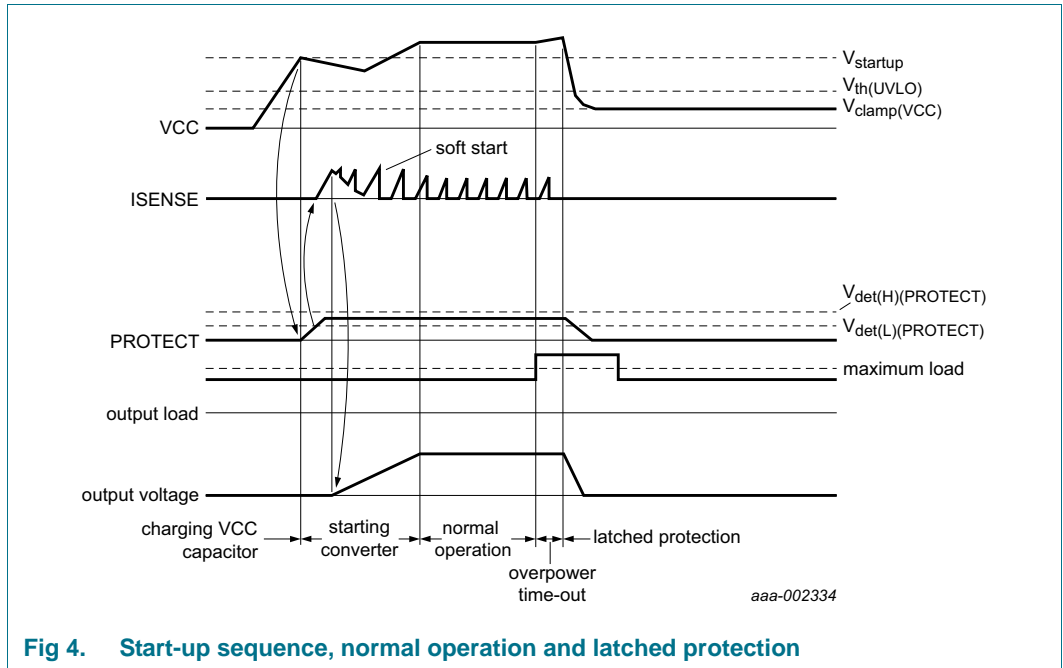 Vstartup
Vth(UVLO)
Vclamp(VCC)
VCC
soft start
ISENSE
Vdet(H)(PROTECT)
Vdet(L)(PROTECT)
PROTECT
maximum load
output load
output voltage
charging VCC
capacitor
starting
converter
normal
operation
latched protection
overpower
time-out
aaa-002334
Fig 4. Start-up sequence, normal operation and latched protection